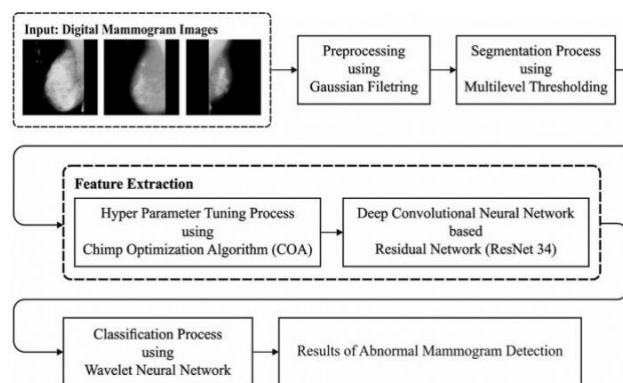 Input: Digital Mammogram Images
Preprocessing
using
Gaussian Filetring
Segmentation Process
using
Multilevel Thresholding
Feature Extraction
Hyper Parameter Tuning Process
using
Chimp Optimization Algorithm (COA)
Deep Convolutional Neural Network
based
Residual Network (ResNet 34)
Classification Process
using
Wavelet Neural Network
Results of Abnormal Mammogram Detection